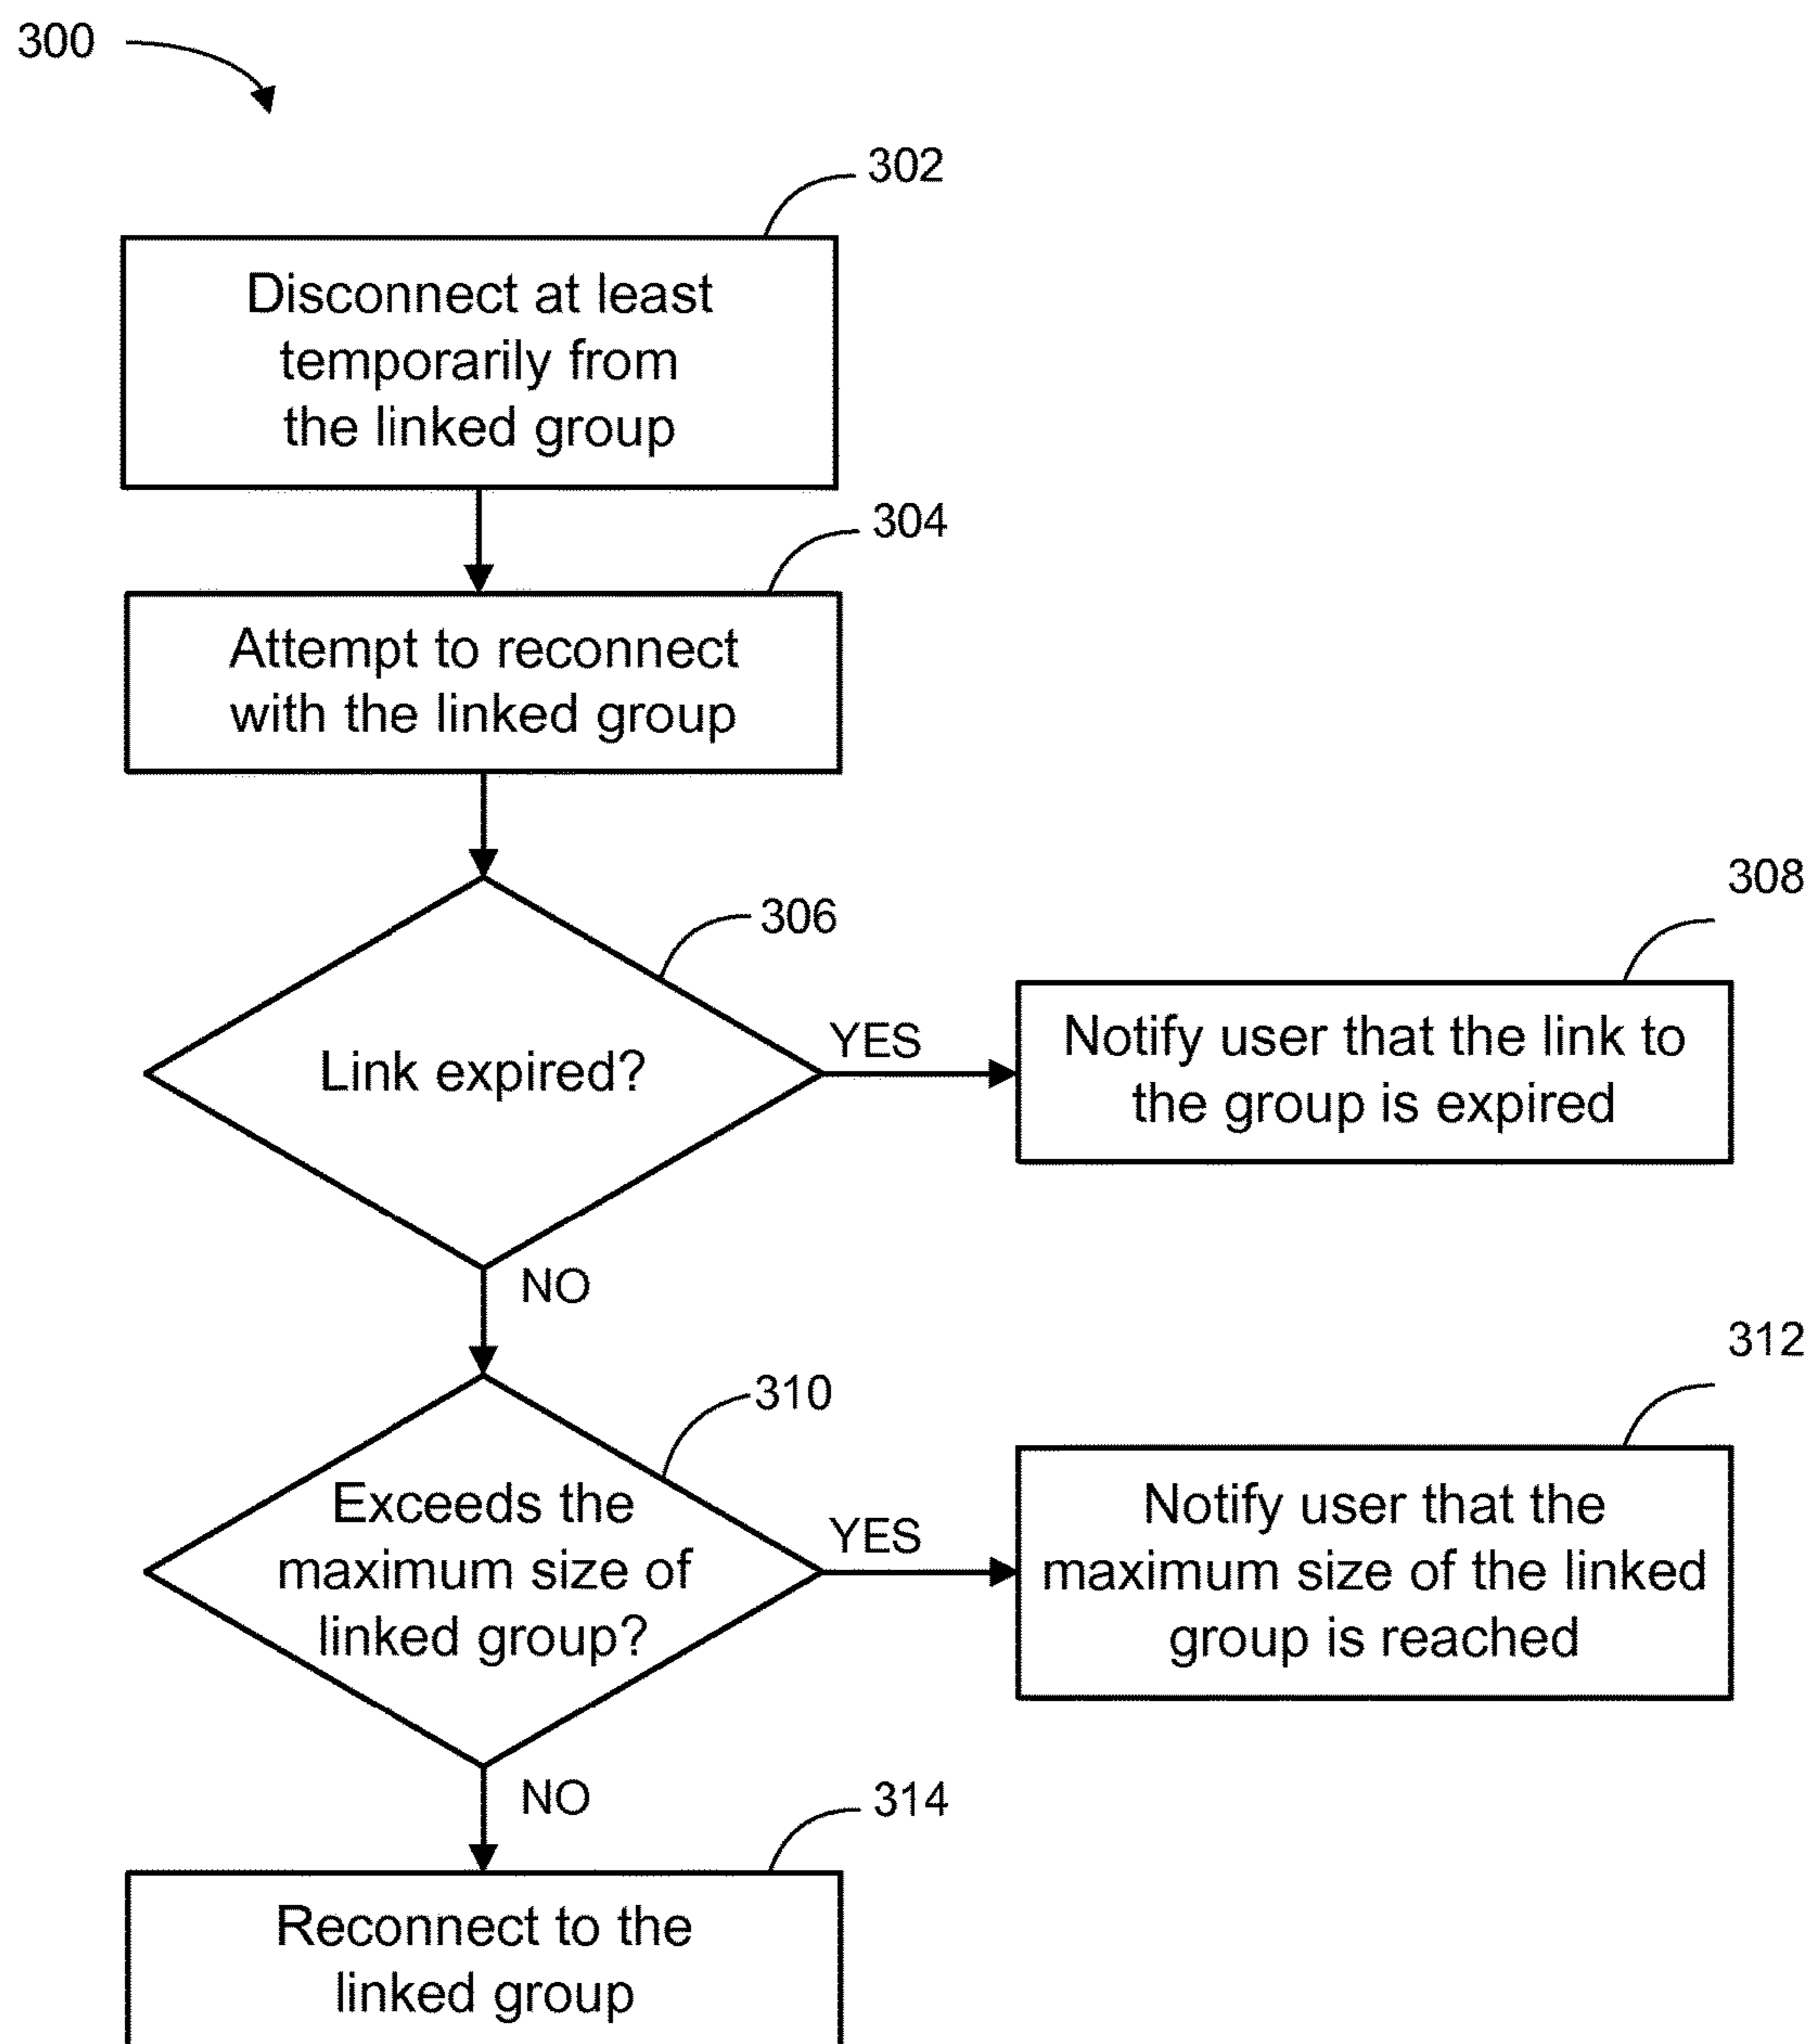 300
302
Disconnect at least
temporarily from
the linked group
304
Attempt to reconnect
with the linked group
306
308
Link expired?
YES
Notify user that the link to
the group is expired
NO
310
312
Exceeds the
maximum size of
linked group?
YES
Notify user that the
maximum size of the linked
group is reached
NO
314
Reconnect to the
linked group